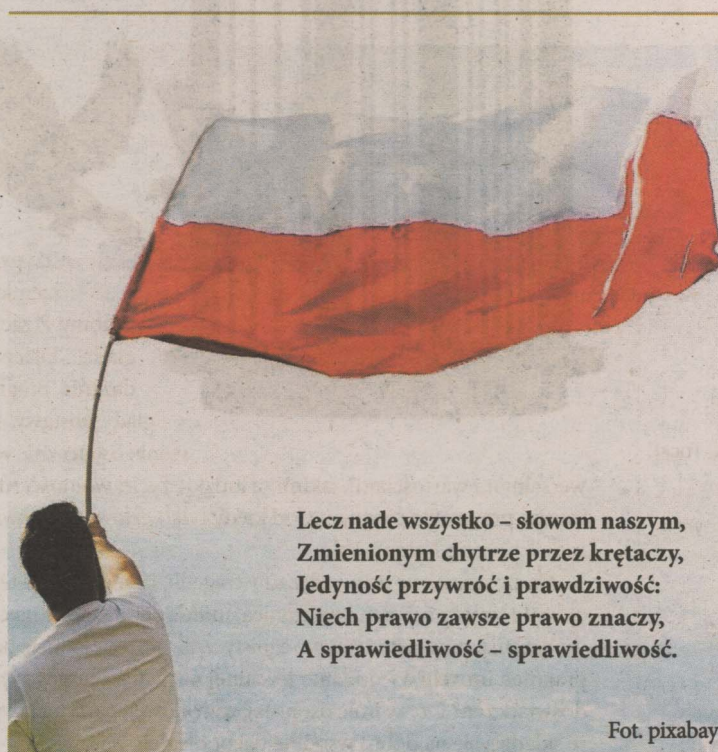 Lecz nade wszystko – słowom naszym,
Zmienionym chytrze przez krętaczy,
Jedyność przywróć i prawdziwość:
Niech prawo zawsze prawo znaczy,
A sprawiedliwość – sprawiedliwość.
Fot. pixabay